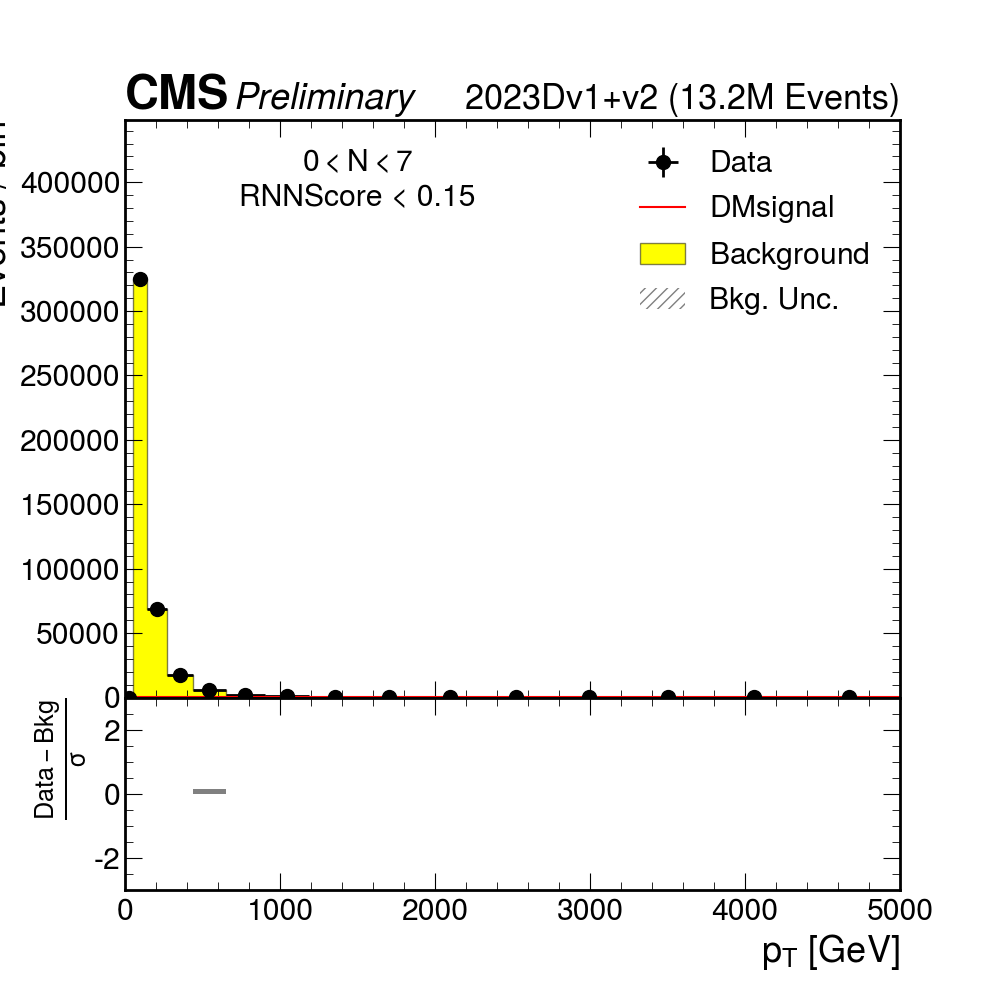 CMS Preliminary 2023Dv1+v2 (13.2M Events)
0 < N < 7
RNNScore < 0.15
Data
DMsignal
Background
Bkg. Unc.
400000
350000
300000
250000
200000
150000
100000
50000
0
Data – Bkg
σ
2
0
-2
0 1000 2000 3000 4000 5000
pT [GeV]